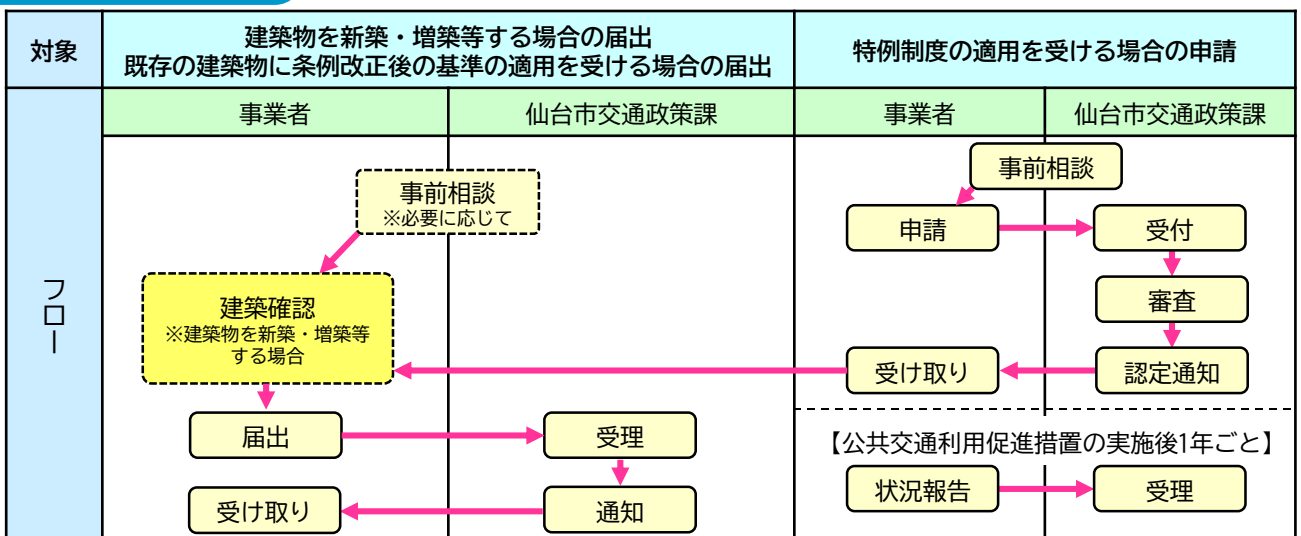 対象
建築物を新築・増築等する場合の届出
既存の建築物に条例改正後の基準の適用を受ける場合の届出
特例制度の適用を受ける場合の申請
フロー
事業者
仙台市交通政策課
事業者
仙台市交通政策課
事前相談
※必要に応じて
建築確認
※建築物を新築・増築等
する場合
届出
受理
通知
受け取り
事前相談
申請
受付
審査
認定通知
受け取り
【公共交通利用促進措置の実施後1年ごと】
状況報告
受理